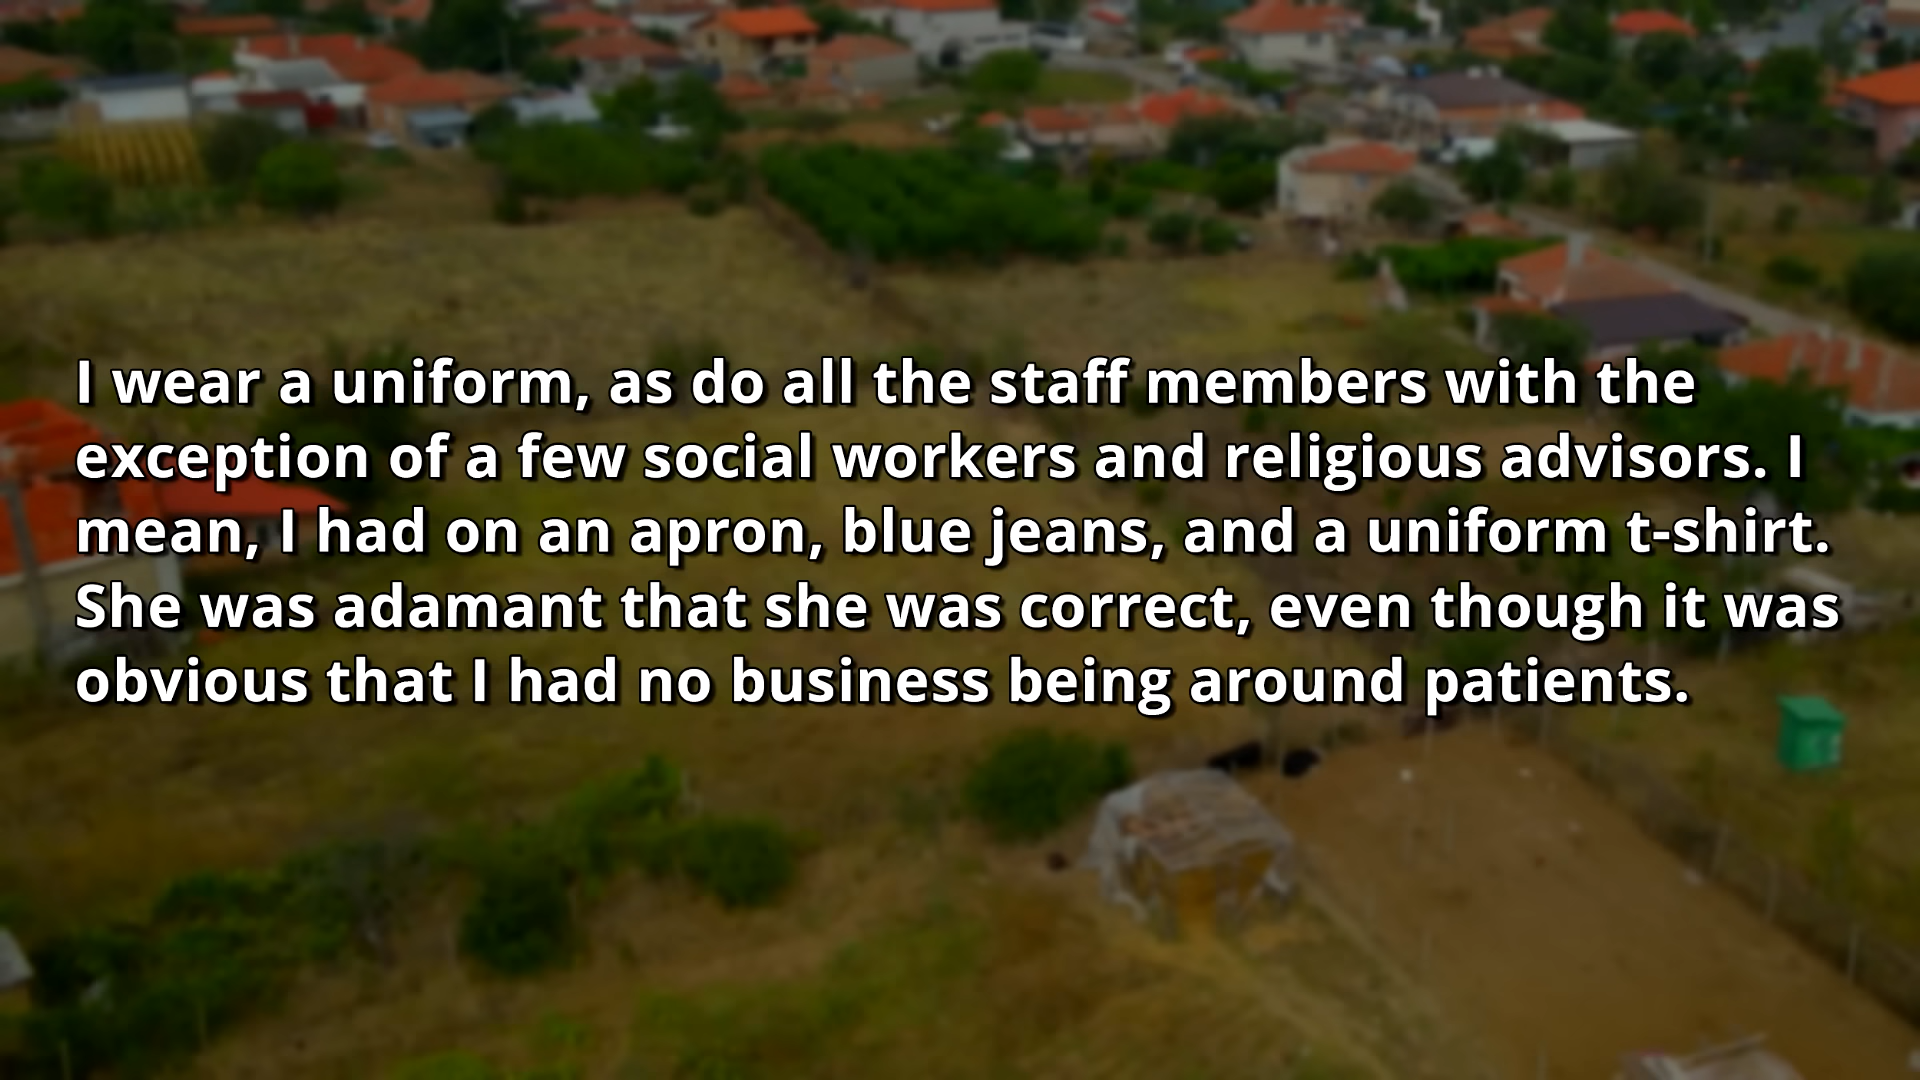 I wear a uniform, as do all the staff members with the
exception of a few social workers and religious advisors. I
mean, I had on an apron, blue jeans, and a uniform t-shirt.
She was adamant that she was correct, even though it was
obvious that I had no business being around patients.